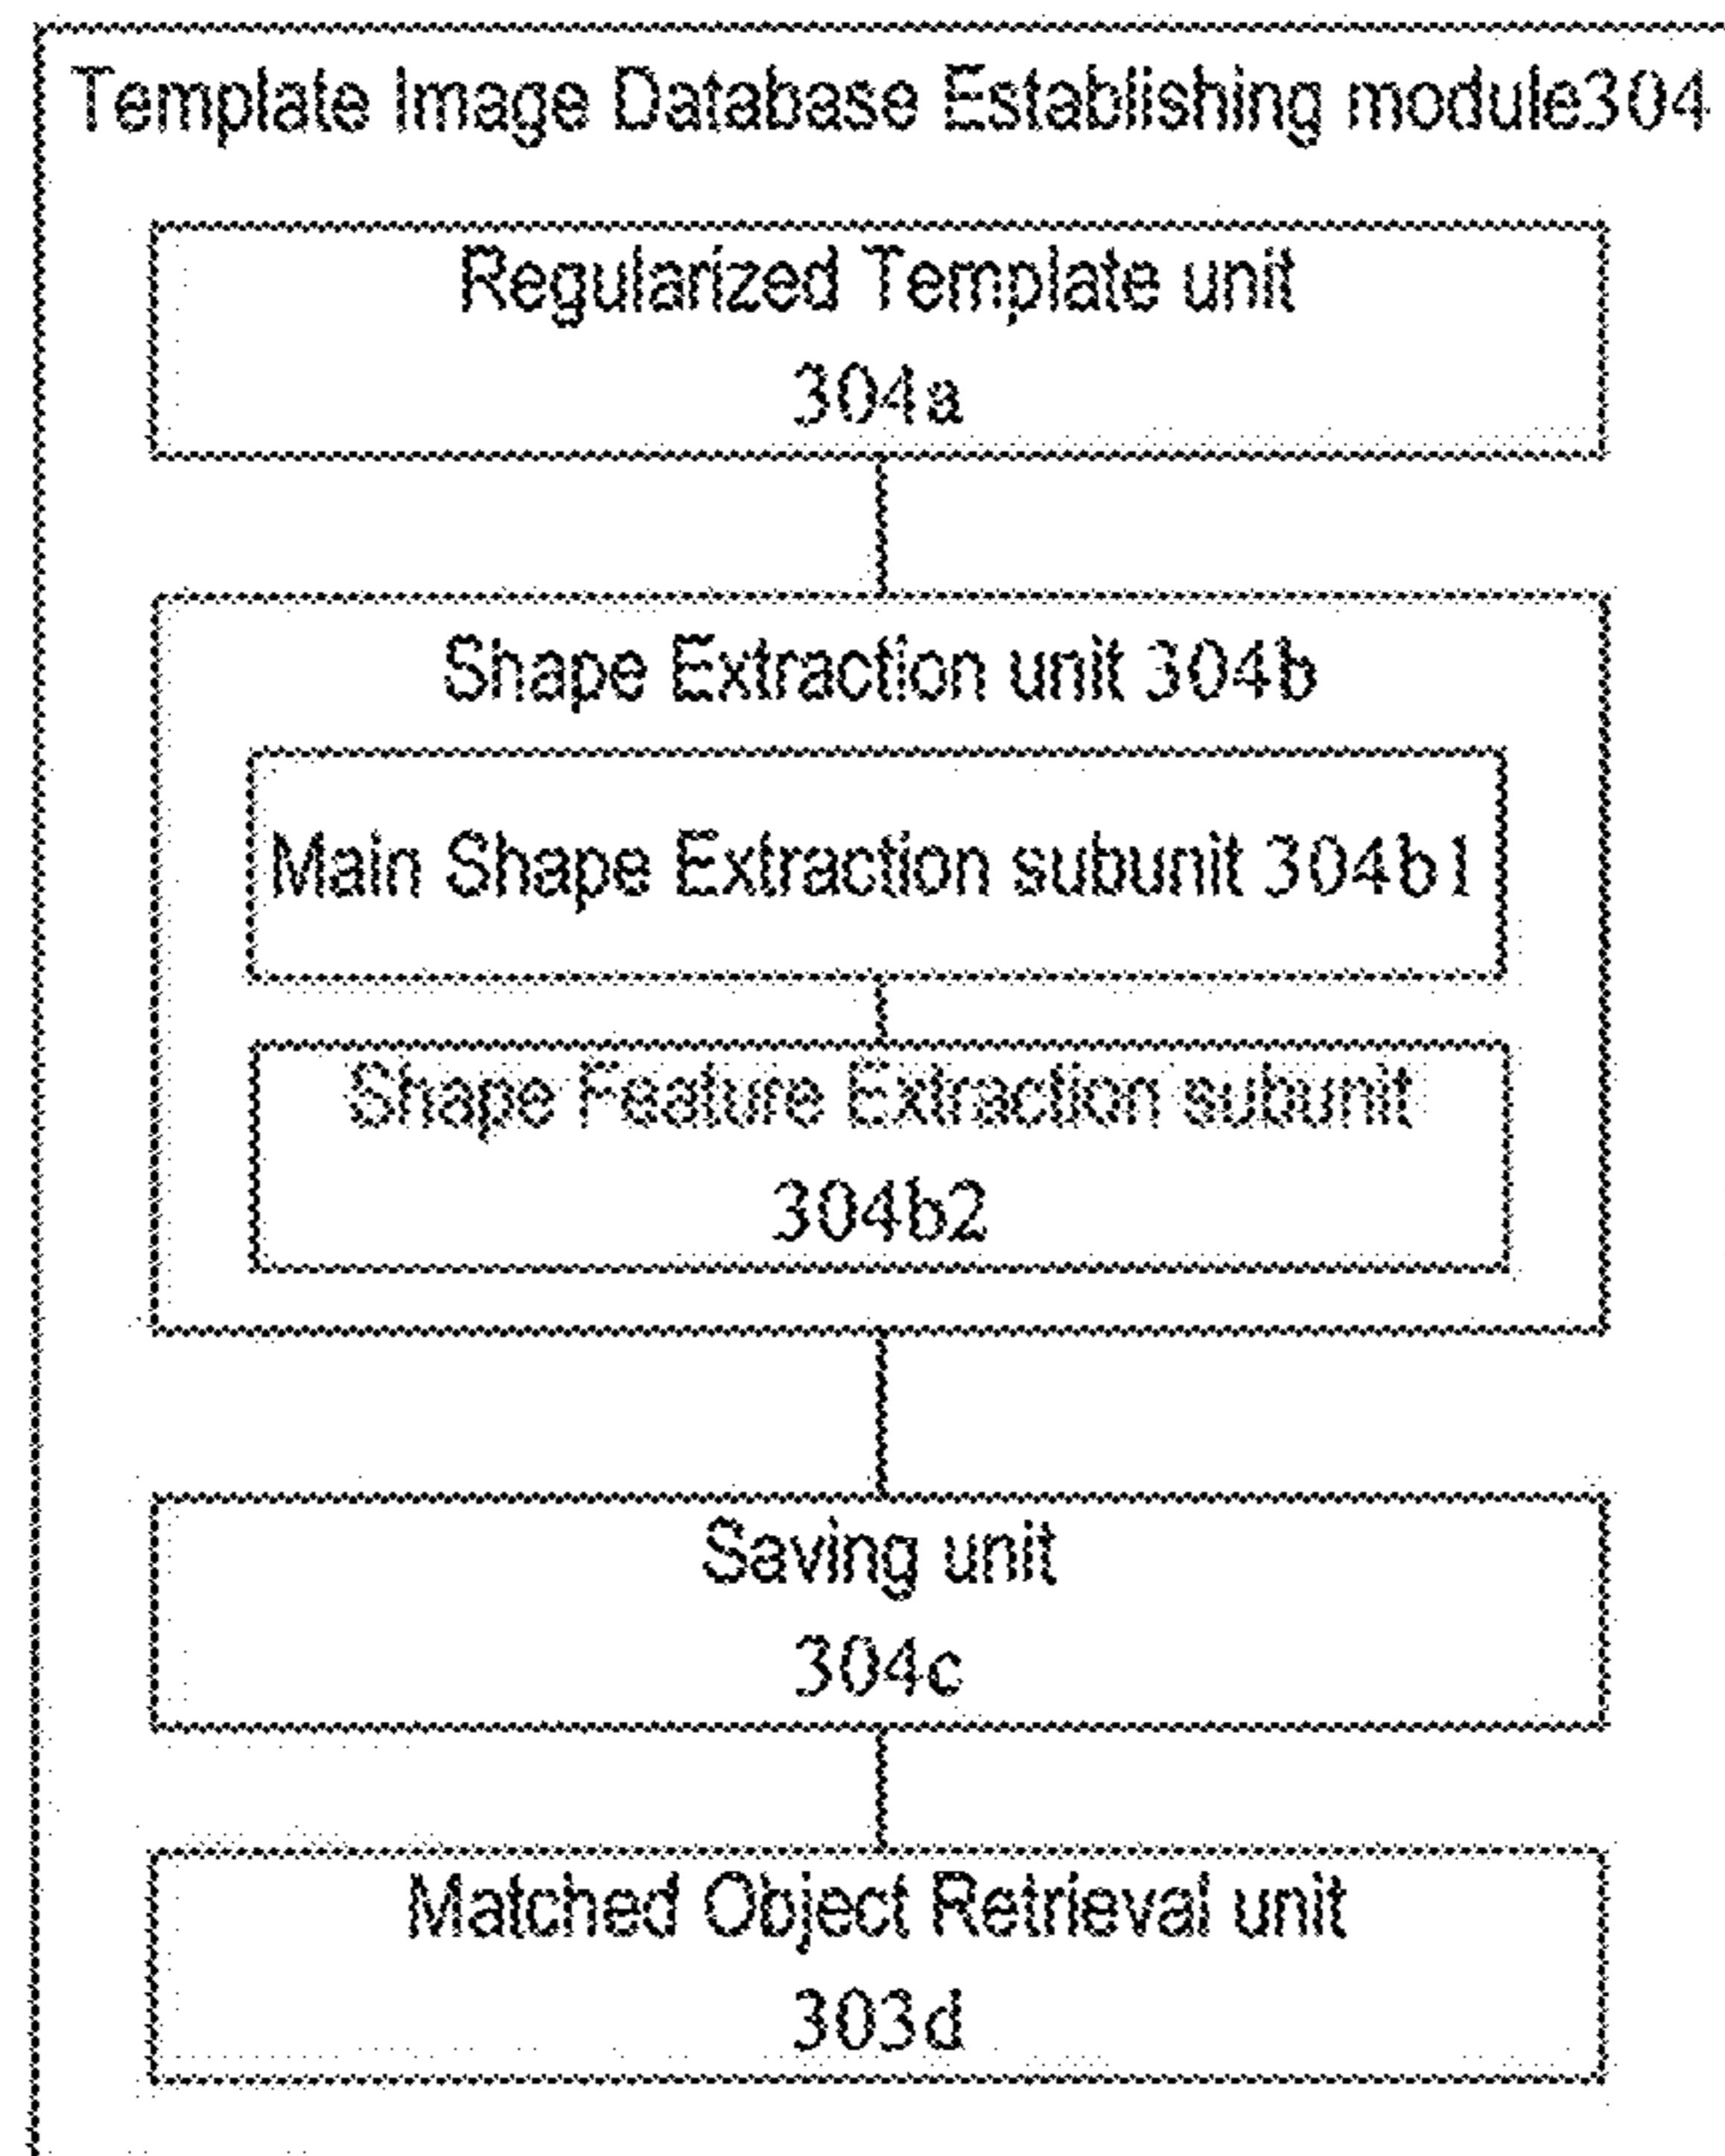 Template Image Database Establishing module304
Regularized Template unit
304a
Shape Extraction unit 304b
Main Shape Extraction subunit 304b1
Shape Feature Extraction subunit
304b2
Saving unit
304c
Matched Object Retrieval unit
303d